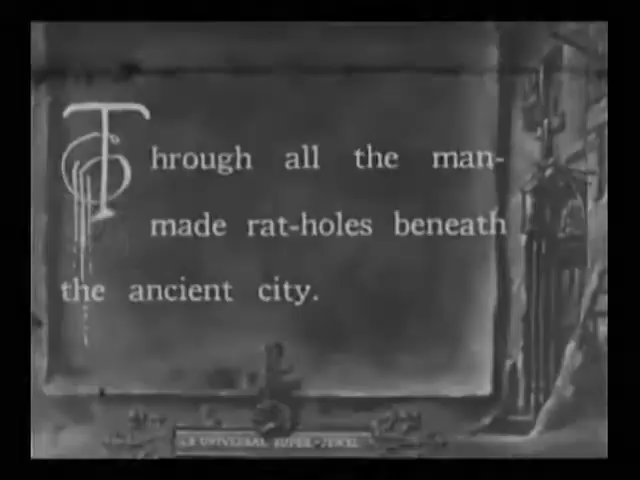 Through all the man-
made rat-holes beneath
the ancient city.
A UNIVERSAL SUPER-JEWEL